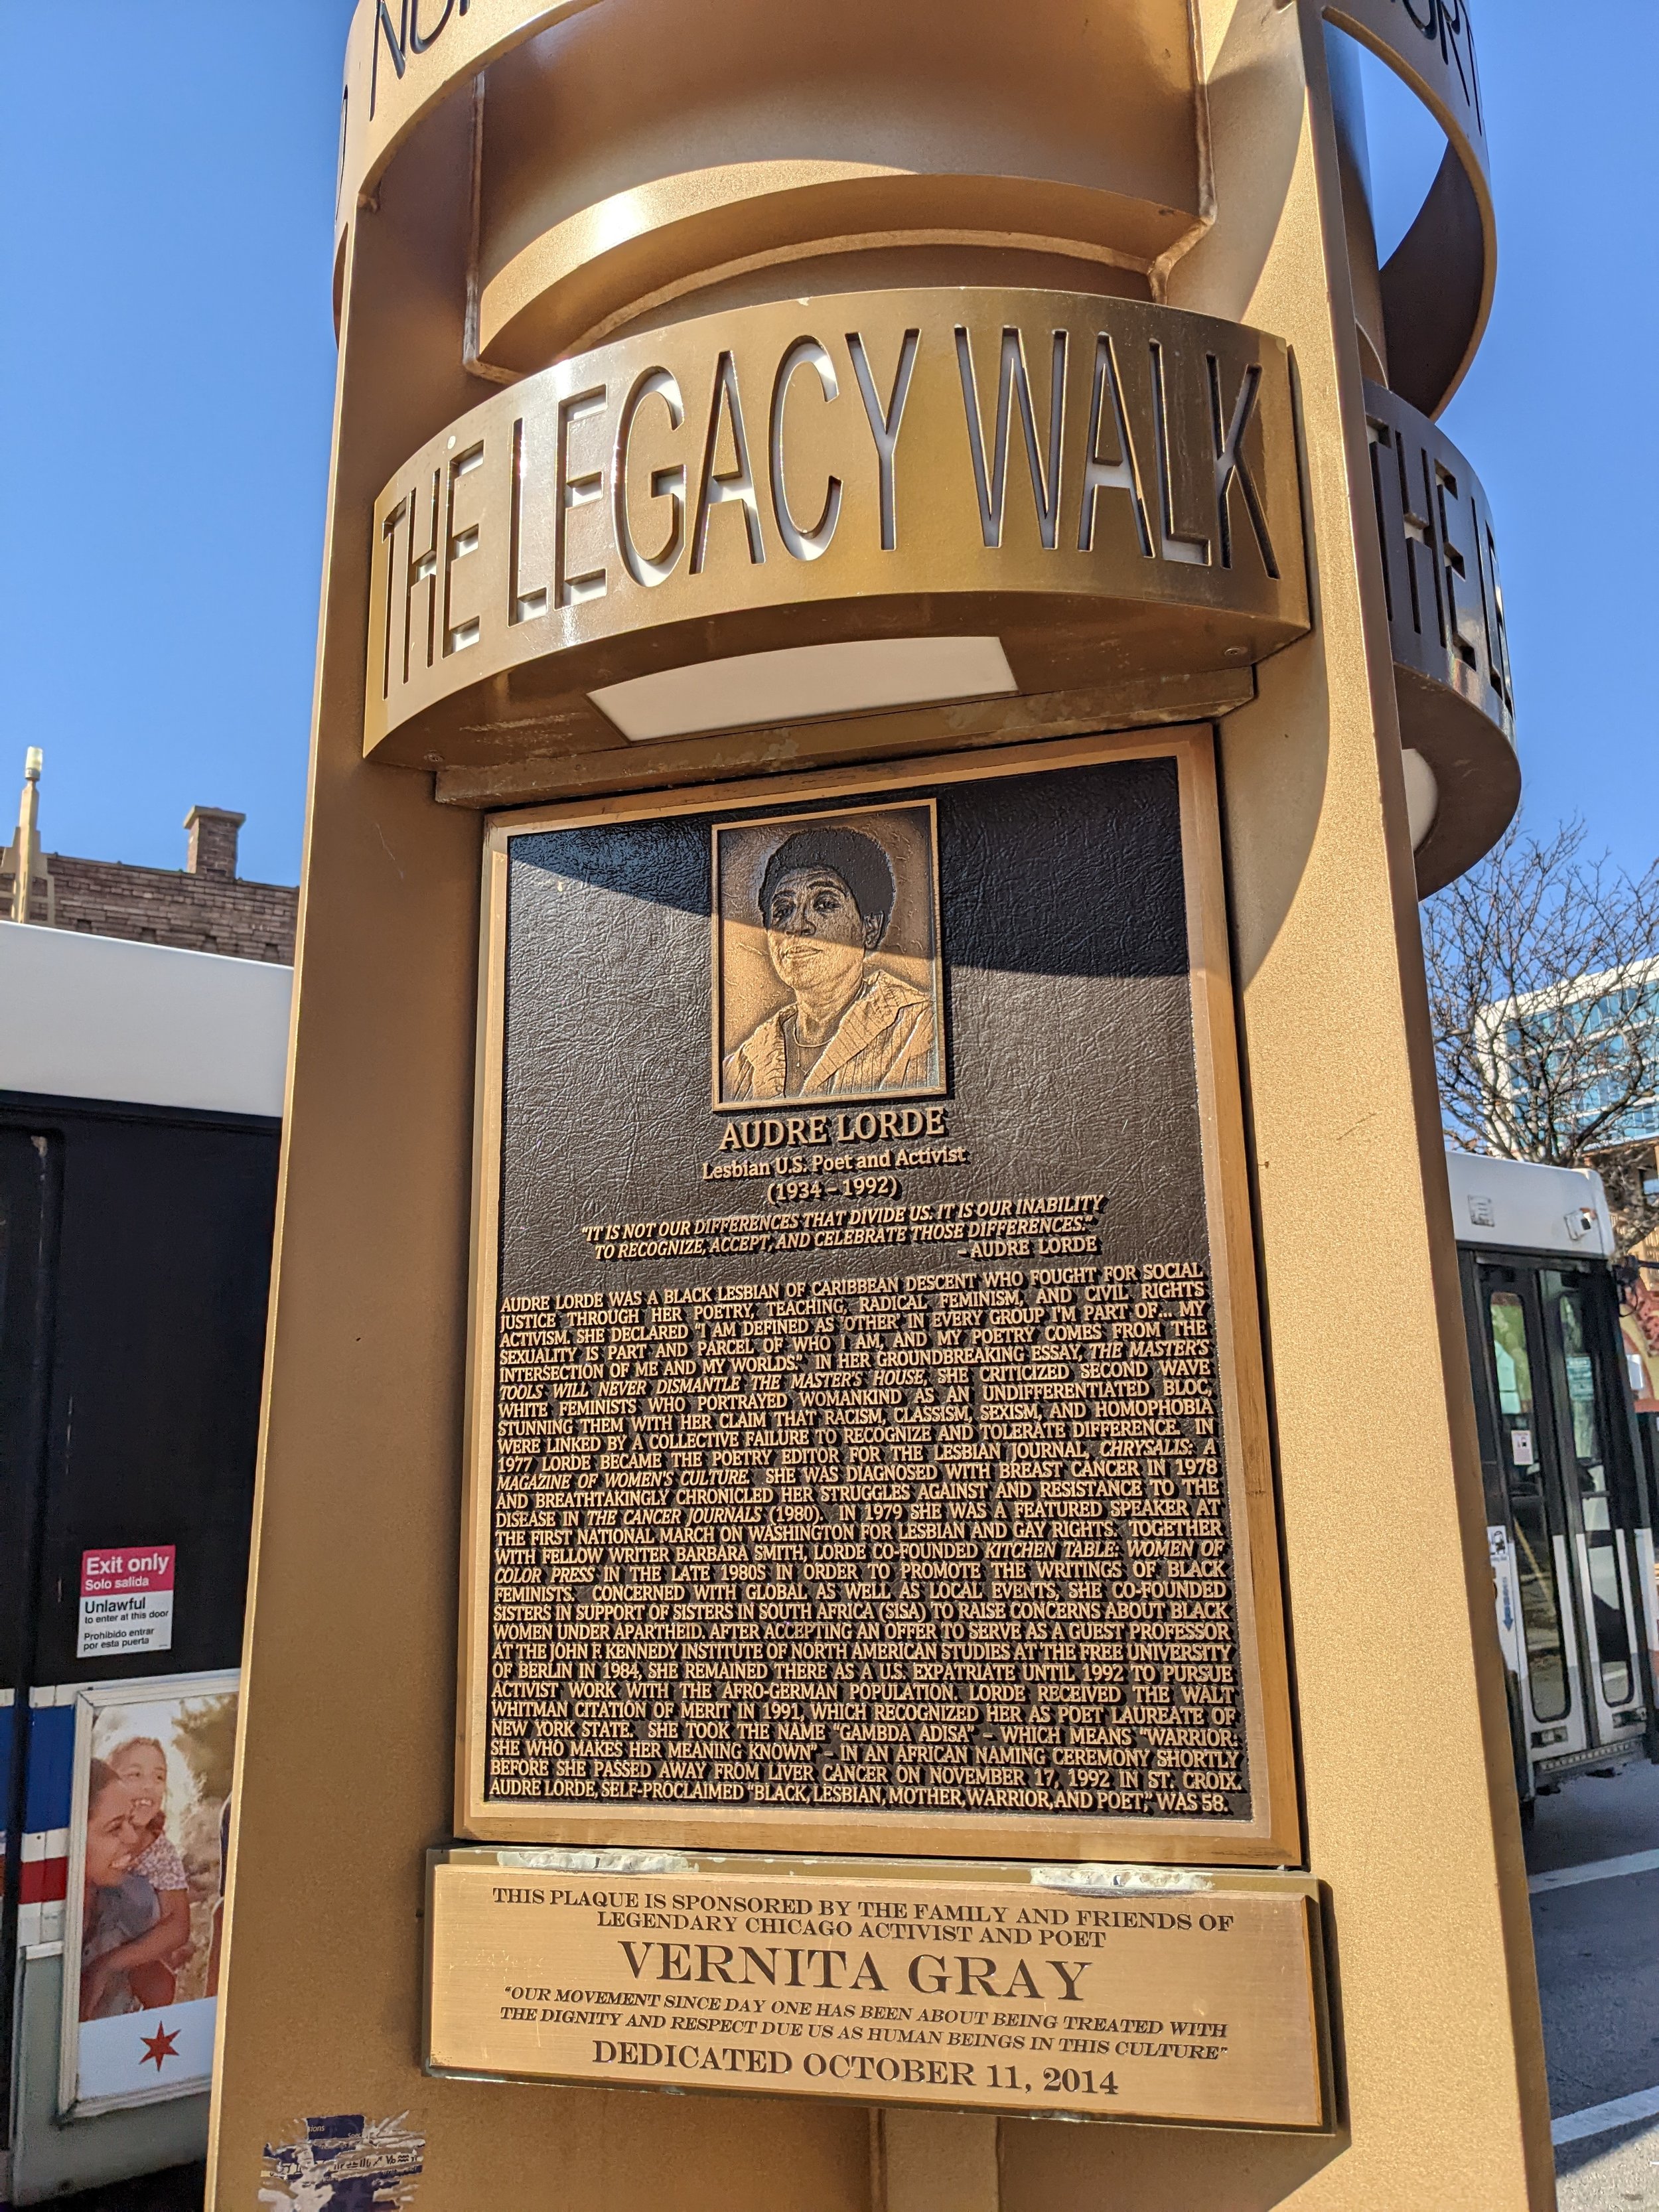 THE LEGACY WALK
THE L
AUDRE LORDE
Lesbian U.S. Poet and Activist
(1934 – 1992)
"IT IS NOT OUR DIFFERENCES THAT DIVIDE US. IT IS OUR INABILITY
TO RECOGNIZE, ACCEPT, AND CELEBRATE THOSE DIFFERENCES."
– AUDRE LORDE
AUDRE LORDE WAS A BLACK LESBIAN OF CARIBBEAN DESCENT WHO FOUGHT FOR SOCIAL
JUSTICE THROUGH HER POETRY, TEACHING, RADICAL FEMINISM, AND CIVIL RIGHTS
ACTIVISM. SHE DECLARED "I AM DEFINED AS 'OTHER' IN EVERY GROUP I'M PART OF... MY
SEXUALITY IS PART AND PARCEL OF WHO I AM, AND MY POETRY COMES FROM THE
INTERSECTION OF ME AND MY WORLDS." IN HER GROUNDBREAKING ESSAY, THE MASTER'S
TOOLS WILL NEVER DISMANTLE THE MASTER'S HOUSE, SHE CRITICIZED SECOND WAVE
WHITE FEMINISTS WHO PORTRAYED WOMANKIND AS AN UNDIFFERENTIATED BLOC,
STUNNING THEM WITH HER CLAIM THAT RACISM, CLASSISM, SEXISM, AND HOMOPHOBIA
WERE LINKED BY A COLLECTIVE FAILURE TO RECOGNIZE AND TOLERATE DIFFERENCE. IN
1977 LORDE BECAME THE POETRY EDITOR FOR THE LESBIAN JOURNAL, CHRYSALIS: A
MAGAZINE OF WOMEN'S CULTURE. SHE WAS DIAGNOSED WITH BREAST CANCER IN 1978
AND BREATHTAKINGLY CHRONICLED HER STRUGGLES AGAINST AND RESISTANCE TO THE
DISEASE IN THE CANCER JOURNALS (1980). IN 1979 SHE WAS A FEATURED SPEAKER AT
THE FIRST NATIONAL MARCH ON WASHINGTON FOR LESBIAN AND GAY RIGHTS. TOGETHER
WITH FELLOW WRITER BARBARA SMITH, LORDE CO-FOUNDED KITCHEN TABLE: WOMEN OF
COLOR PRESS IN THE LATE 1980S IN ORDER TO PROMOTE THE WRITINGS OF BLACK
FEMINISTS. CONCERNED WITH GLOBAL AS WELL AS LOCAL EVENTS, SHE CO-FOUNDED
SISTERS IN SUPPORT OF SISTERS IN SOUTH AFRICA (SISA) TO RAISE CONCERNS ABOUT BLACK
WOMEN UNDER APARTHEID. AFTER ACCEPTING AN OFFER TO SERVE AS A GUEST PROFESSOR
AT THE JOHN F. KENNEDY INSTITUTE OF NORTH AMERICAN STUDIES AT THE FREE UNIVERSITY
OF BERLIN IN 1984, SHE REMAINED THERE AS A U.S. EXPATRIATE UNTIL 1992 TO PURSUE
ACTIVIST WORK WITH THE AFRO-GERMAN POPULATION. LORDE RECEIVED THE WALT
WHITMAN CITATION OF MERIT IN 1991, WHICH RECOGNIZED HER AS POET LAUREATE OF
NEW YORK STATE. SHE TOOK THE NAME "GAMBDA ADISA" – WHICH MEANS "WARRIOR:
SHE WHO MAKES HER MEANING KNOWN" – IN AN AFRICAN NAMING CEREMONY SHORTLY
BEFORE SHE PASSED AWAY FROM LIVER CANCER ON NOVEMBER 17, 1992 IN ST. CROIX.
AUDRE LORDE, SELF-PROCLAIMED "BLACK, LESBIAN, MOTHER, WARRIOR, AND POET," WAS 58.
THIS PLAQUE IS SPONSORED BY THE FAMILY AND FRIENDS OF
LEGENDARY CHICAGO ACTIVIST AND POET
VERNITA GRAY
"OUR MOVEMENT SINCE DAY ONE HAS BEEN ABOUT BEING TREATED WITH
THE DIGNITY AND RESPECT DUE US AS HUMAN BEINGS IN THIS CULTURE"
DEDICATED OCTOBER 11, 2014
Exit only
Solo salida
Unlawful
to enter at this door
Prohibido entrar
por esta puerta